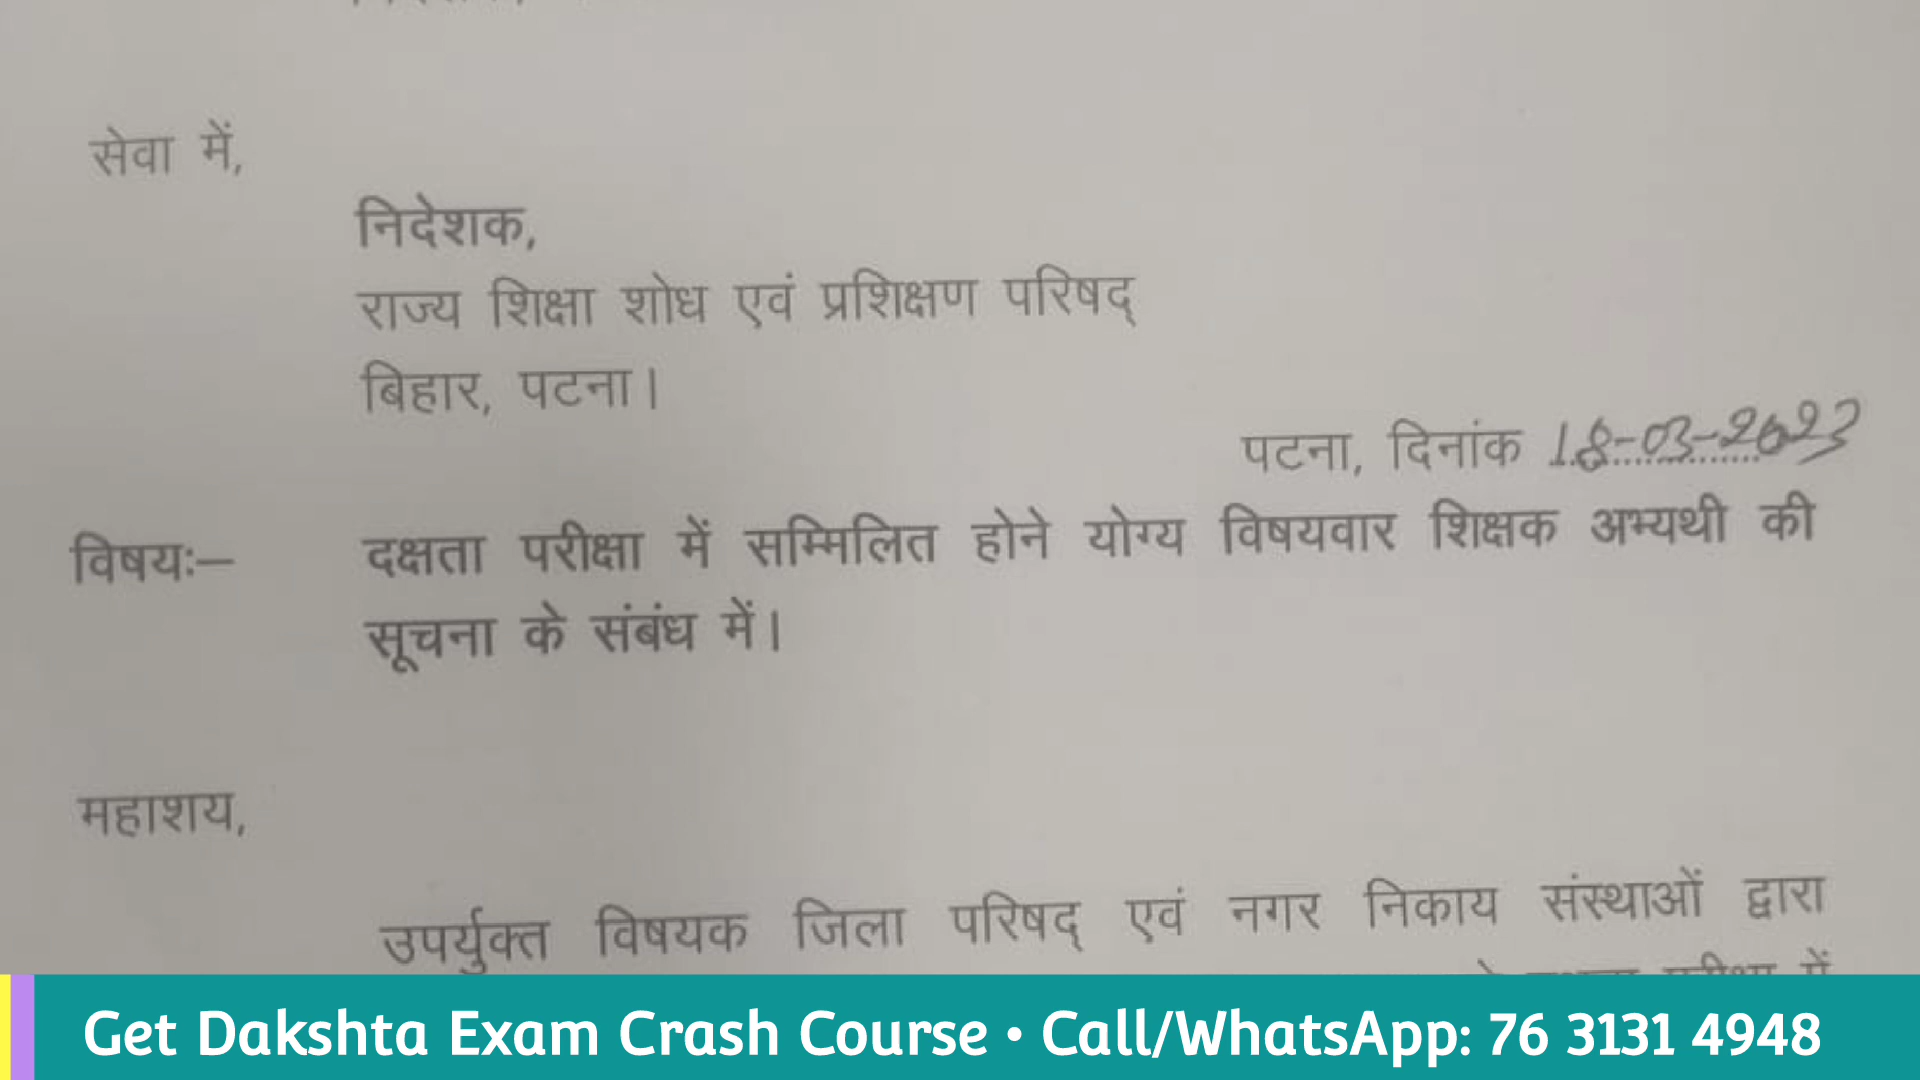 सेवा में,
निदेशक,
राज्य शिक्षा शोध एवं प्रशिक्षण परिषद्
बिहार, पटना।
पटना, दिनांक 18-03-2023
विषयः— दक्षता परीक्षा में सम्मिलित होने योग्य विषयवार शिक्षक अभ्यथी की
सूचना के संबंध में।
महाशय,
उपर्युक्त विषयक जिला परिषद् एवं नगर निकाय संस्थाओं द्वारा
Get Dakshta Exam Crash Course • Call/WhatsApp: 76 3131 4948